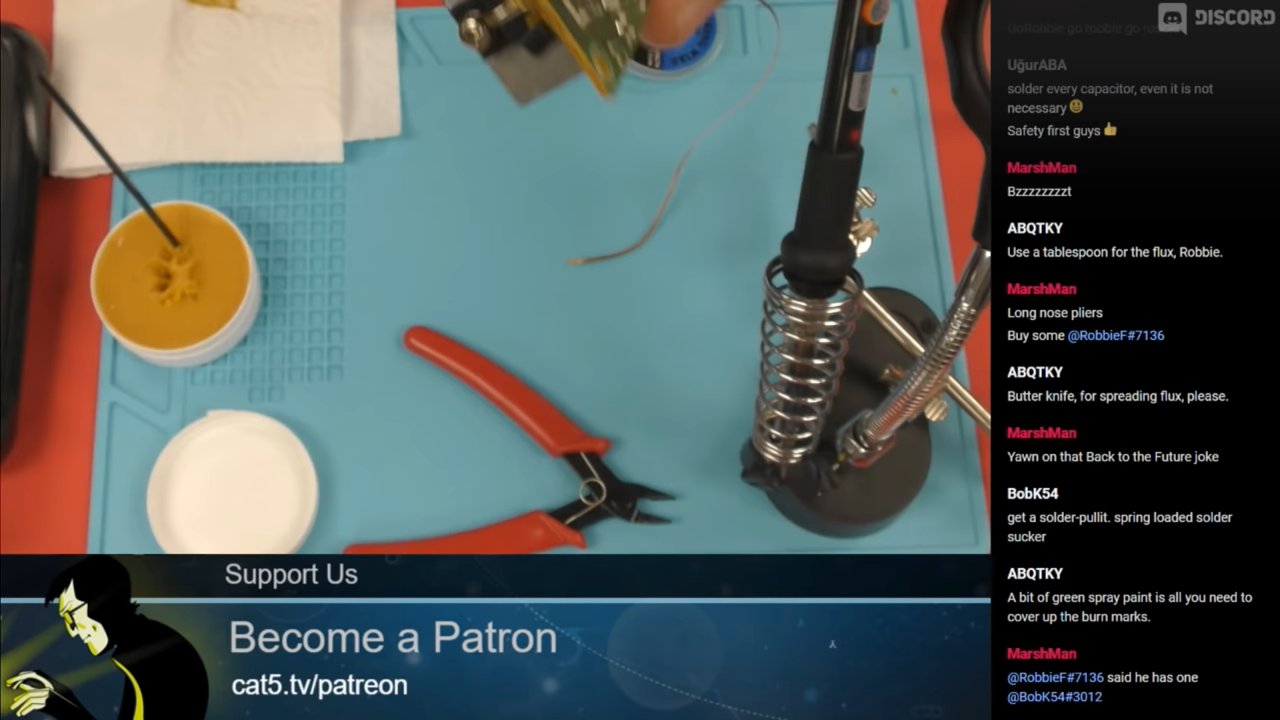 DISCORD
UğurABA
solder every capacitor, even it is not
necessary
Safety first guys
MarshMan
Bzzzzzzzt
ABQTKY
Use a tablespoon for the flux, Robbie.
MarshMan
Long nose pliers
Buy some @RobbieF#7136
ABQTKY
Butter knife, for spreading flux, please.
MarshMan
Yawn on that Back to the Future joke
BobK54
get a solder-pullit. spring loaded solder
sucker
ABQTKY
A bit of green spray paint is all you need to
cover up the burn marks.
MarshMan
@RobbieF#7136 said he has one
@BobK54#3012
Support Us
Become a Patron
cat5.tv/patreon